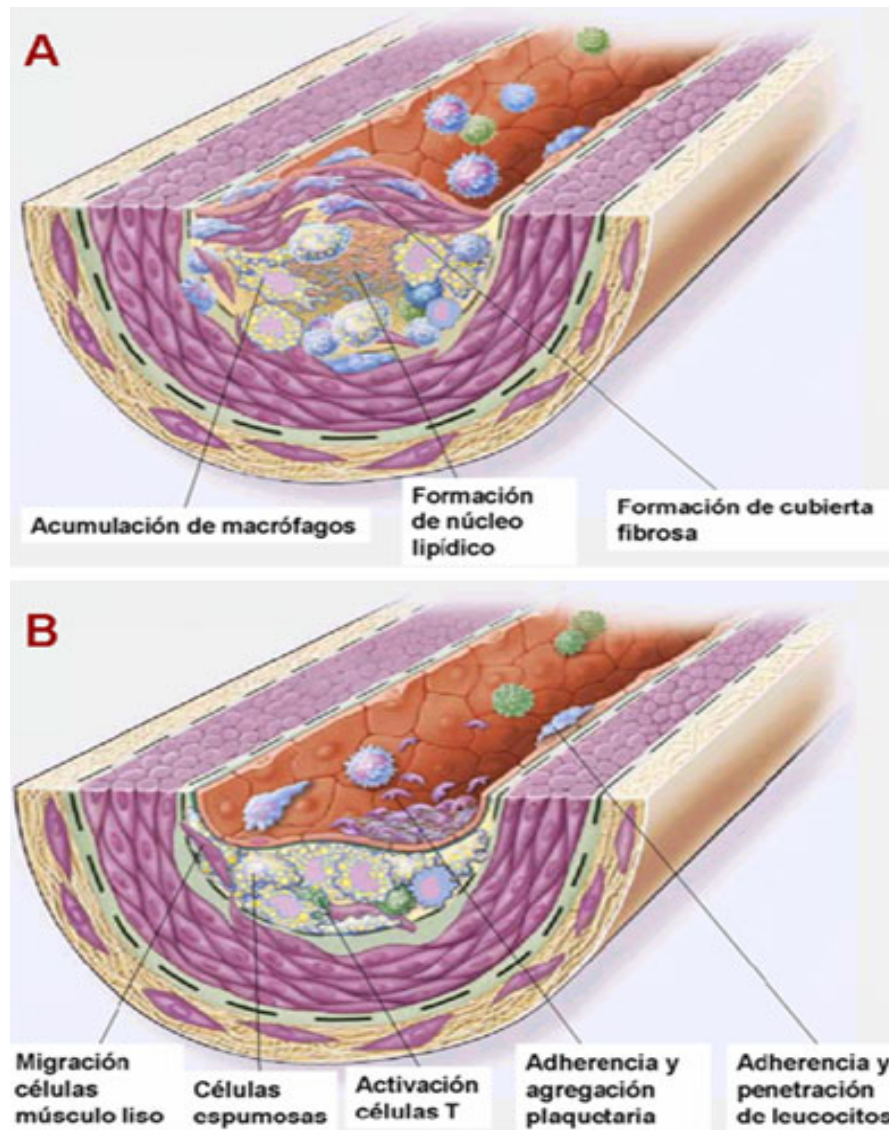 A
Acumulación de macrófagos
Formación
de núcleo
lipídico
Formación de cubierta
fibrosa
B
Migración
células
músculo liso
Células
espumosas
Activación
células T
Adherencia y
agregación
plaquetaria
Adherencia y
penetración
de leucocitos